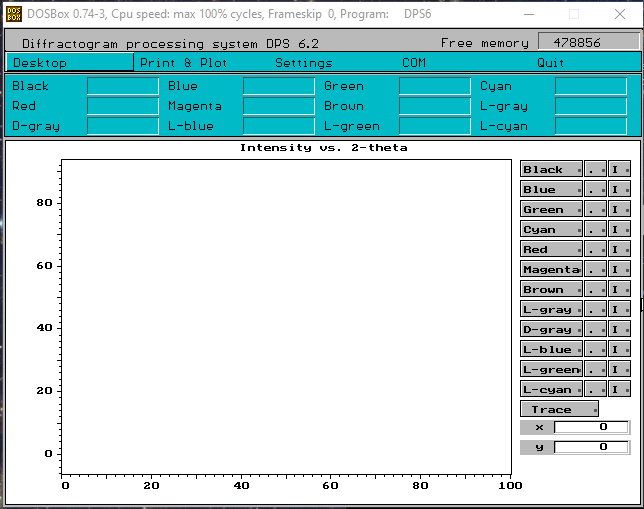 DOS BOX DOSBox 0.74-3, Cpu speed: max 100% cycles, Frameskip 0, Program: DPS6
Diffractogram processing system DPS 6.2 Free memory 478856
Desktop Print & Plot Settings COM Quit
Black Blue Green Cyan
Red Magenta Brown L-gray
D-gray L-blue L-green L-cyan
Intensity vs. 2-theta
80
60
40
20
0
0 20 40 60 80 100
Black . I
Blue . I
Green . I
Cyan . I
Red . I
Magenta . I
Brown . I
L-gray . I
D-gray . I
L-blue . I
L-green . I
L-cyan . I
Trace
x 0
y 0